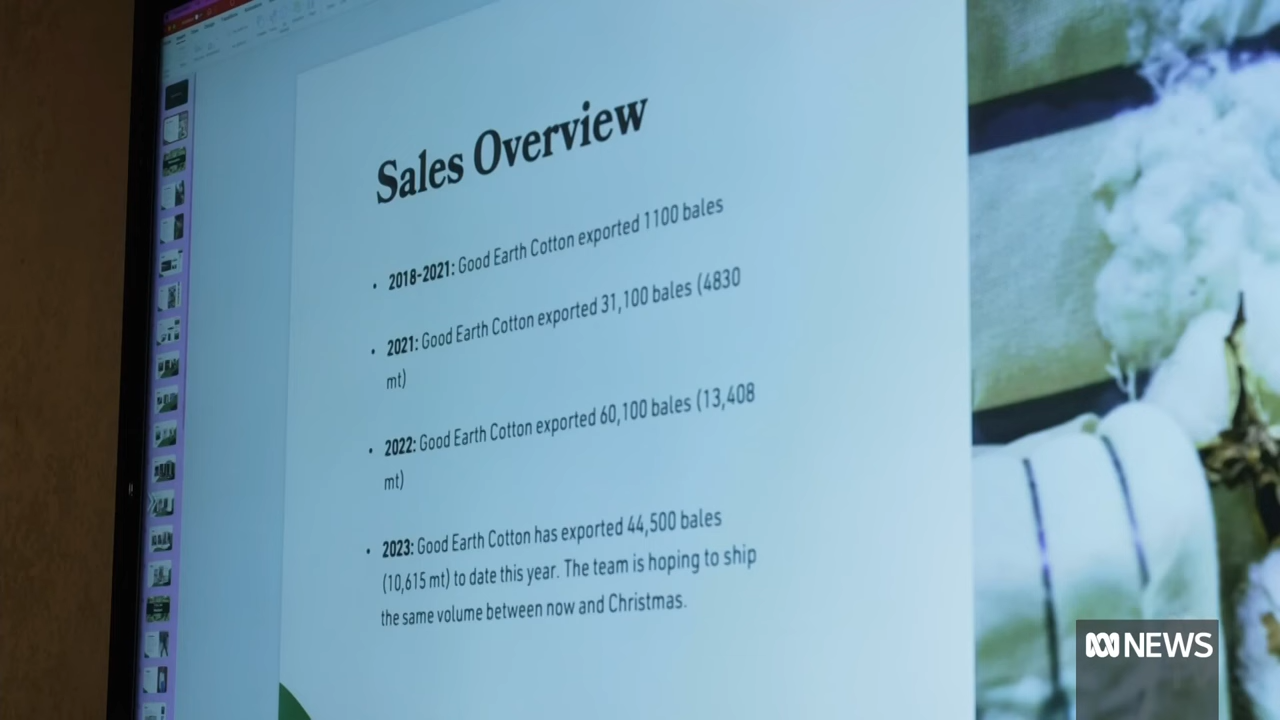 Sales Overview
• 2018-2021: Good Earth Cotton exported 1100 bales
• 2021: Good Earth Cotton exported 31,100 bales (4830
mt)
• 2022: Good Earth Cotton exported 60,100 bales (13,408
mt)
• 2023: Good Earth Cotton has exported 44,500 bales
(10,615 mt) to date this year. The team is hoping to ship
the same volume between now and Christmas.
NEWS